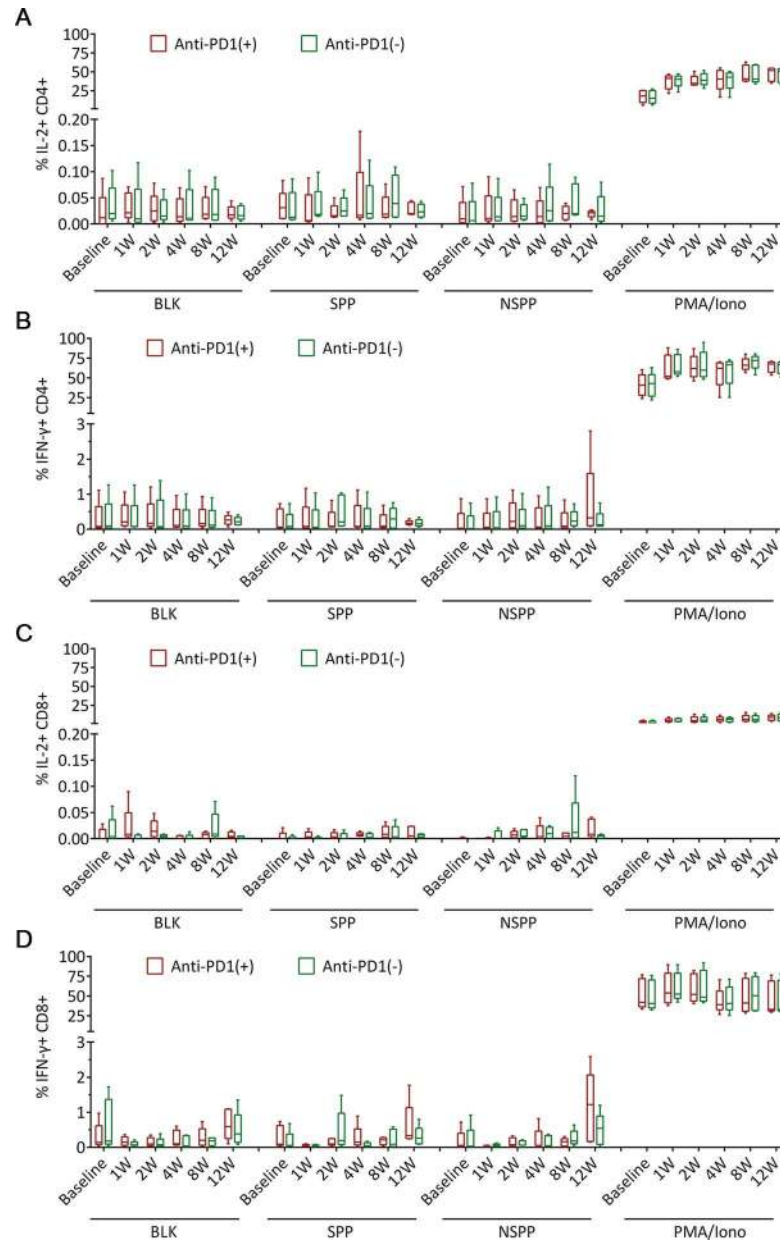 A
% IL-2+ CD4+
Anti-PD1(+) Anti-PD1(-)
100
75
50
25
0.20
0.15
0.10
0.05
0.00
Baseline 1W 2W 4W 8W 12W Baseline 1W 2W 4W 8W 12W Baseline 1W 2W 4W 8W 12W Baseline 1W 2W 4W 8W 12W
BLK SPP NSPP PMA/Iono
B
% IFN-γ+ CD4+
Anti-PD1(+) Anti-PD1(-)
100
75
50
25
3
2
1
0
Baseline 1W 2W 4W 8W 12W Baseline 1W 2W 4W 8W 12W Baseline 1W 2W 4W 8W 12W Baseline 1W 2W 4W 8W 12W
BLK SPP NSPP PMA/Iono
C
% IL-2+ CD8+
Anti-PD1(+) Anti-PD1(-)
100
75
50
25
0.20
0.15
0.10
0.05
0.00
Baseline 1W 2W 4W 8W 12W Baseline 1W 2W 4W 8W 12W Baseline 1W 2W 4W 8W 12W Baseline 1W 2W 4W 8W 12W
BLK SPP NSPP PMA/Iono
D
% IFN-γ+ CD8+
Anti-PD1(+) Anti-PD1(-)
100
75
50
25
3
2
1
0
Baseline 1W 2W 4W 8W 12W Baseline 1W 2W 4W 8W 12W Baseline 1W 2W 4W 8W 12W Baseline 1W 2W 4W 8W 12W
BLK SPP NSPP PMA/Iono